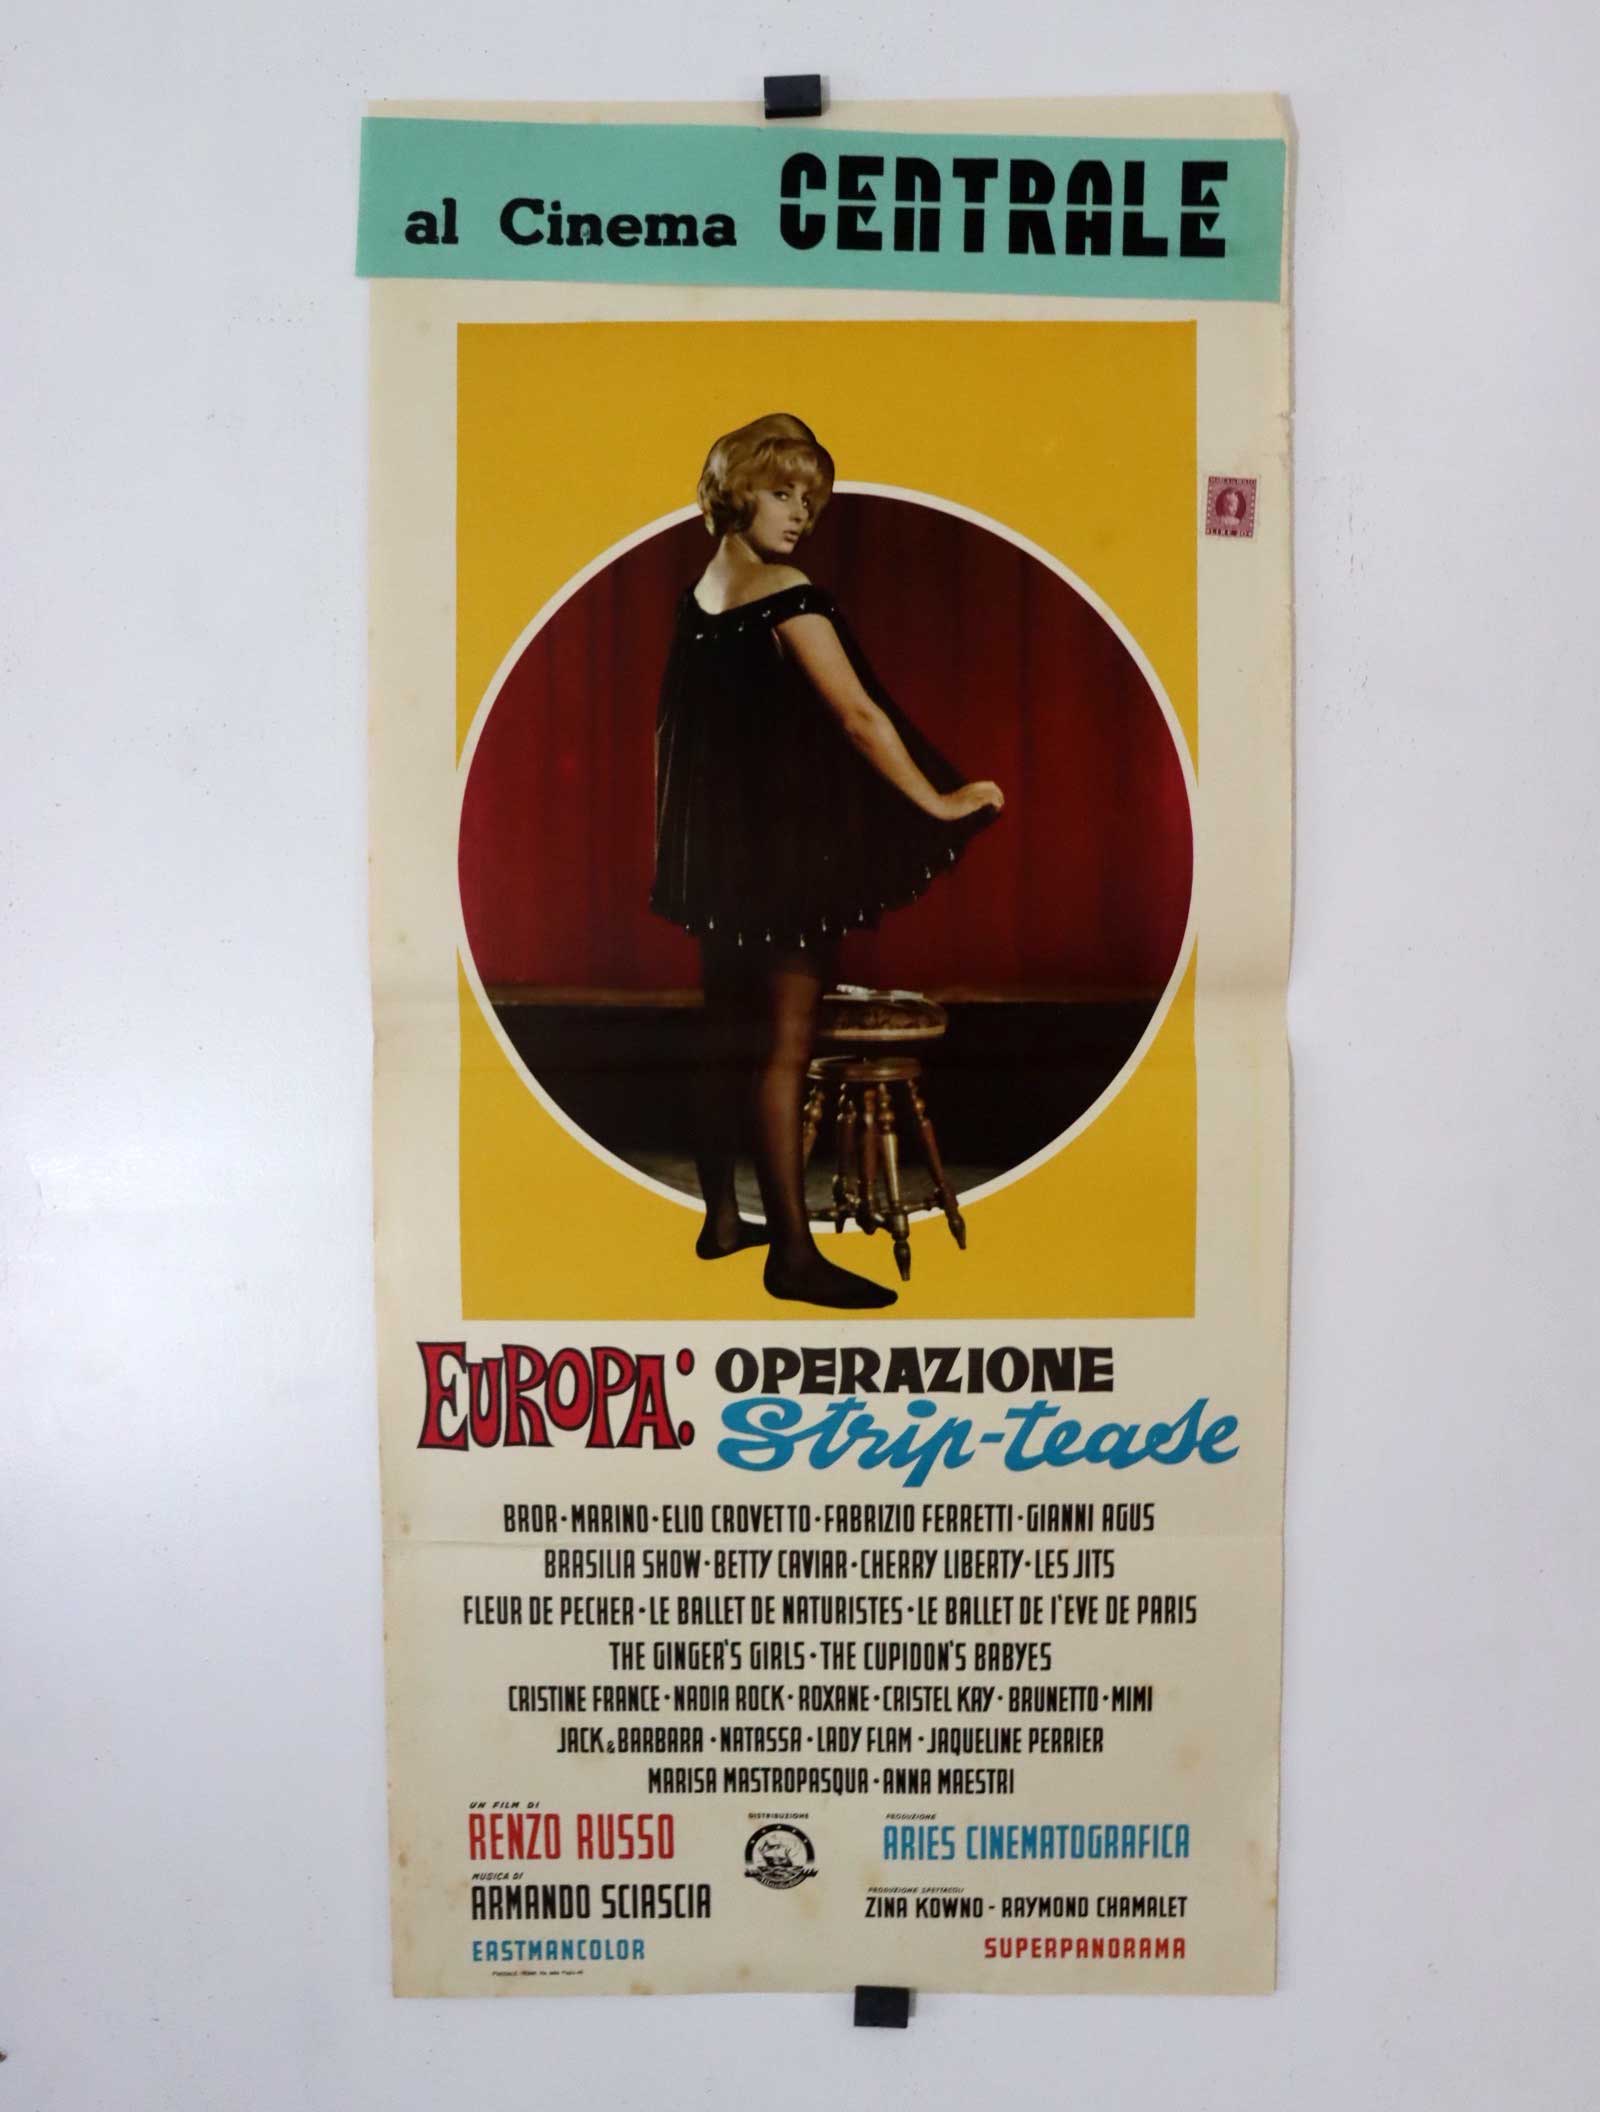 al Cinema CENTRALE
LIRE
EUROPA: OPERAZIONE
Strip-tease
BROR · MARINO · ELIO CROVETTO · FABRIZIO FERRETTI · GIANNI AGUS
BRASILIA SHOW · BETTY CAVIAR · CHERRY LIBERTY · LES JITS
FLEUR DE PECHER · LE BALLET DE NATURISTES · LE BALLET DE l'EVE DE PARIS
THE GINGER'S GIRLS · THE CUPIDON'S BABYES
CRISTINE FRANCE · NADIA ROCK · ROXANE · CRISTEL KAY · BRUNETTO · MIMI
JACK & BARBARA · NATASSA · LADY FLAM · JAQUELINE PERRIER
MARISA MASTROPASQUA · ANNA MAESTRI
UN FILM DI
RENZO RUSSO
MUSICA DI
ARMANDO SCIASCIA
EASTMANCOLOR
DISTRIBUZIONE
PRODUZIONE
ARIES CINEMATOGRAFICA
PRODUZIONE SPETTACOLI
ZINA KOWNO - RAYMOND CHAMALET
SUPERPANORAMA